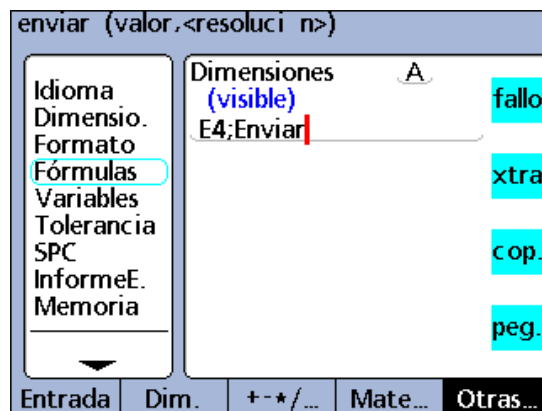 enviar (valor,<resoluci n>)
Idioma
Dimensio.
Formato
Fórmulas
Variables
Tolerancia
SPC
InformeE.
Memoria
Dimensiones A
(visible)
E4;Enviar
fallo
xtra
cop.
peg.
Entrada Dim. +-*/... Mate... Otras...